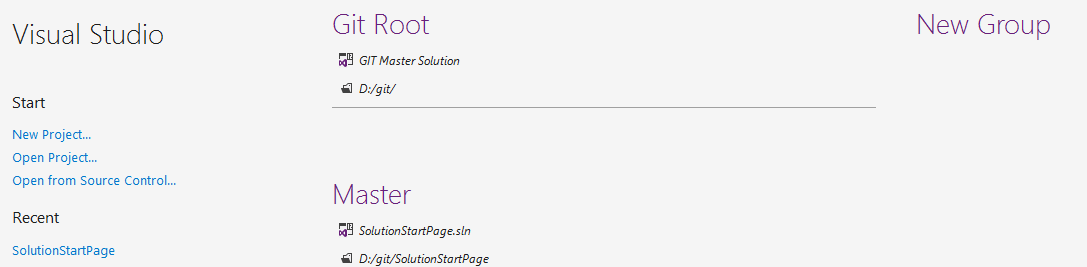 Visual Studio
Start
New Project...
Open Project...
Open from Source Control...
Recent
SolutionStartPage
Git Root
GIT Master Solution
D:/git/
Master
SolutionStartPage.sln
D:/git/SolutionStartPage
New Group